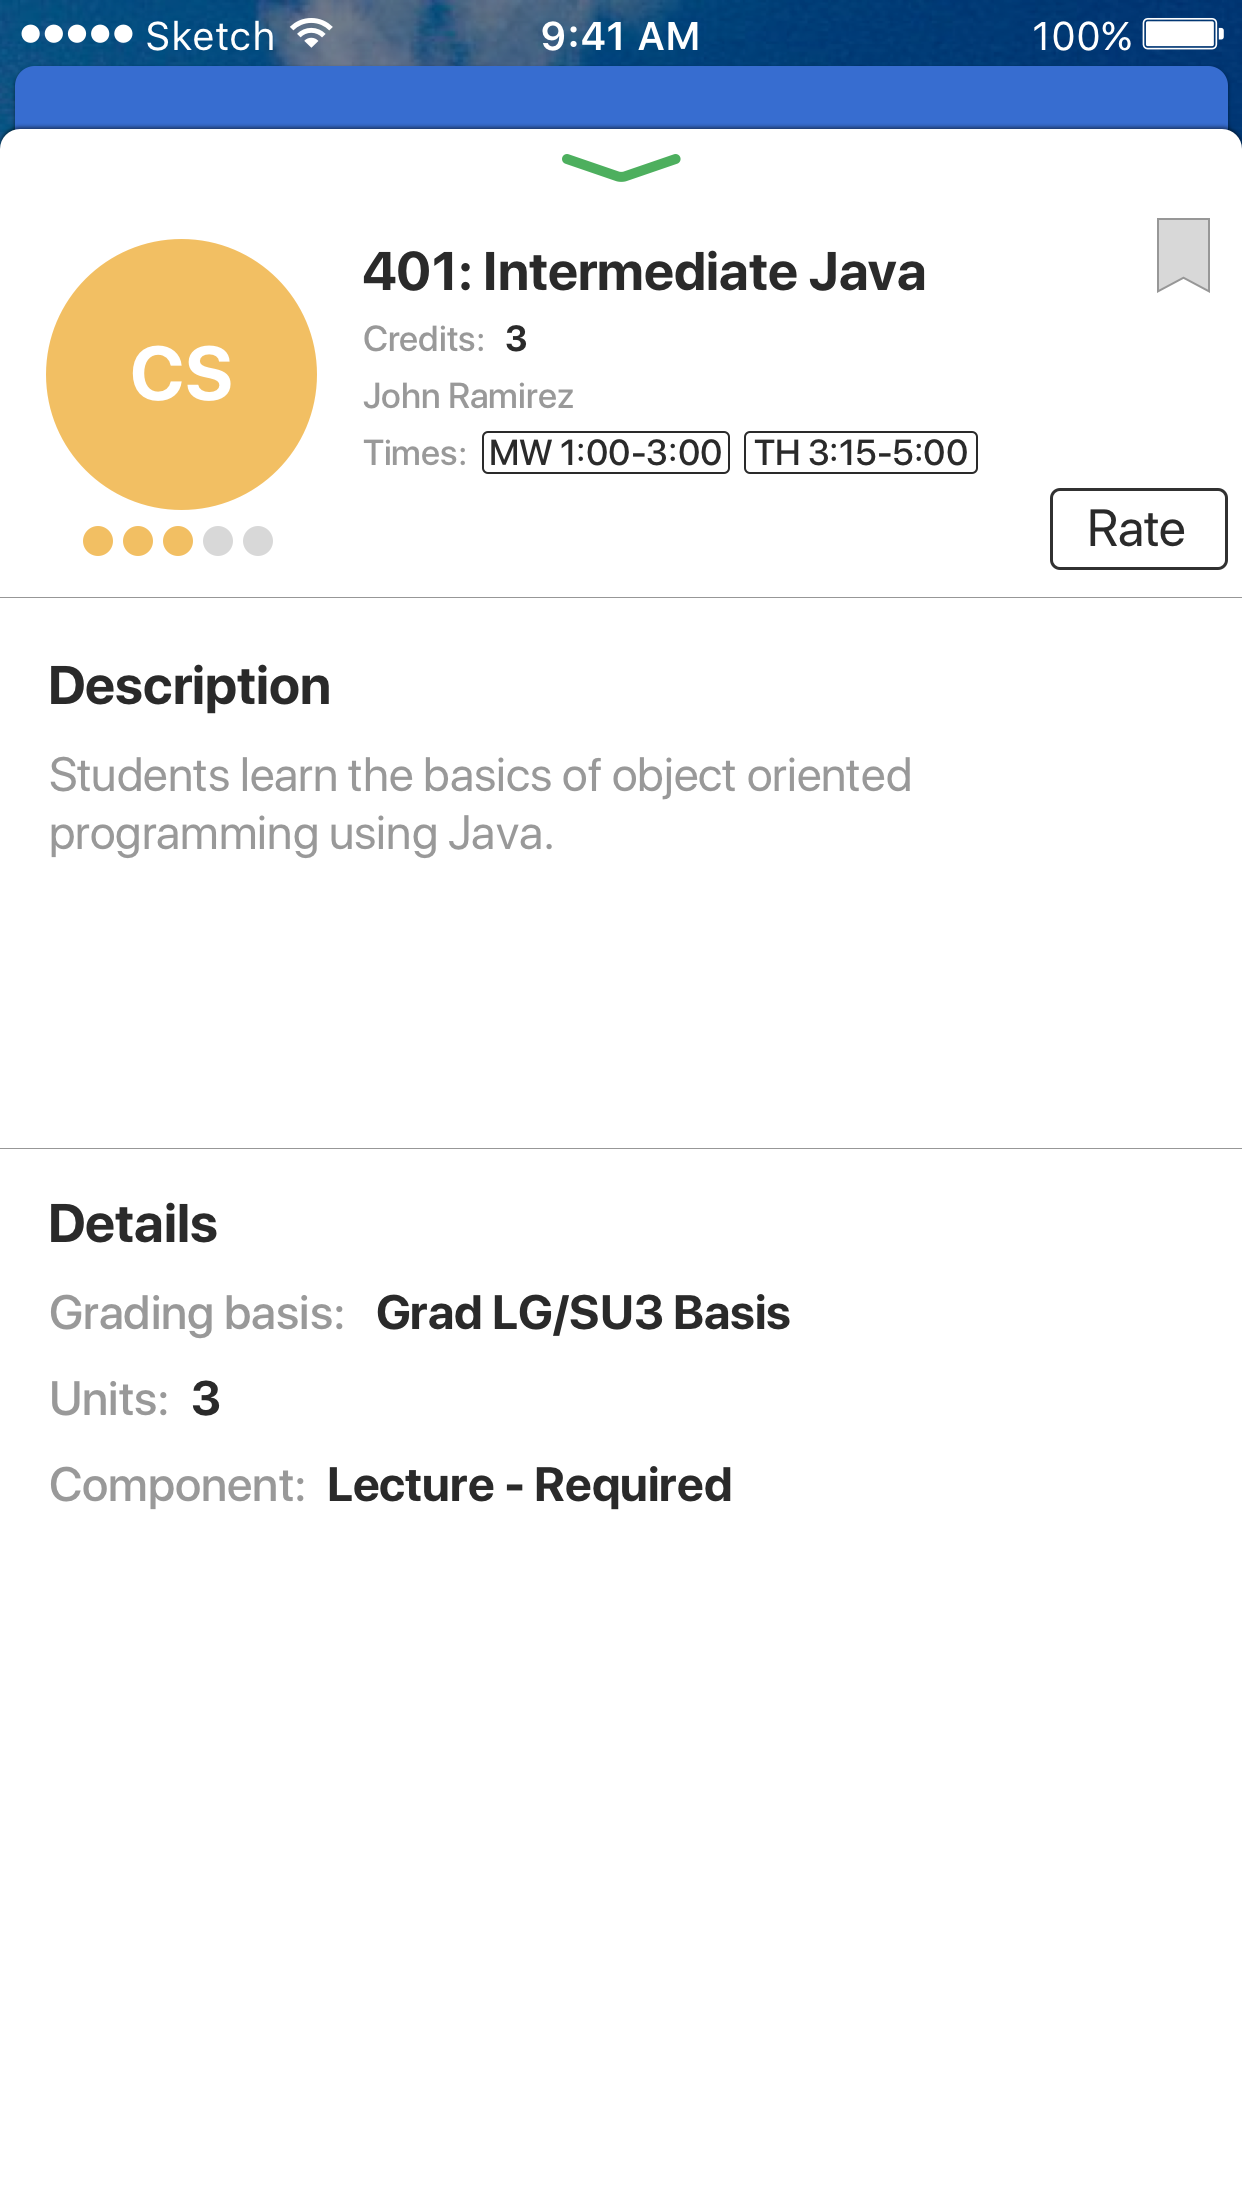 Sketch 9:41 AM 100%
CS
401: Intermediate Java
Credits: 3
John Ramirez
Times: MW 1:00-3:00 TH 3:15-5:00
Rate
Description
Students learn the basics of object oriented
programming using Java.
Details
Grading basis: Grad LG/SU3 Basis
Units: 3
Component: Lecture - Required